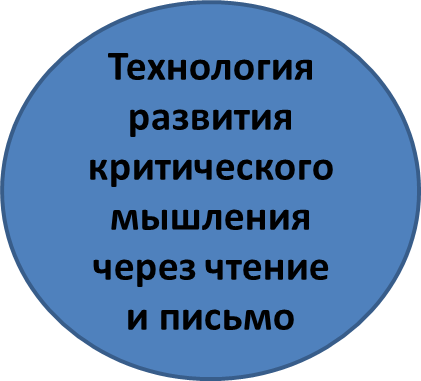 Технология
развития
критического
мышления
через чтение
и письмо